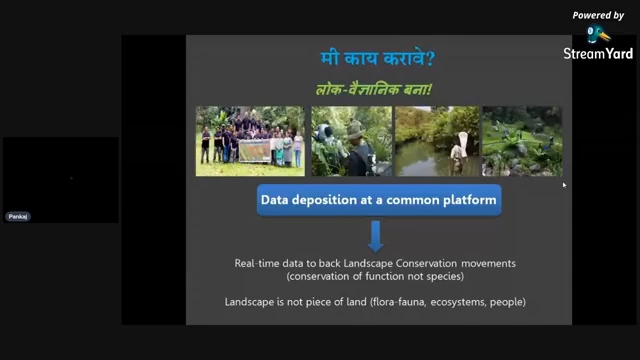 Powered by
StreamYard
मी काय करावे?
लोक-वैज्ञानिक बना!
Data deposition at a common platform
Real-time data to back Landscape Conservation movements
(conservation of function not species)
Landscape is not piece of land (flora-fauna, ecosystems, people)
Pankaj